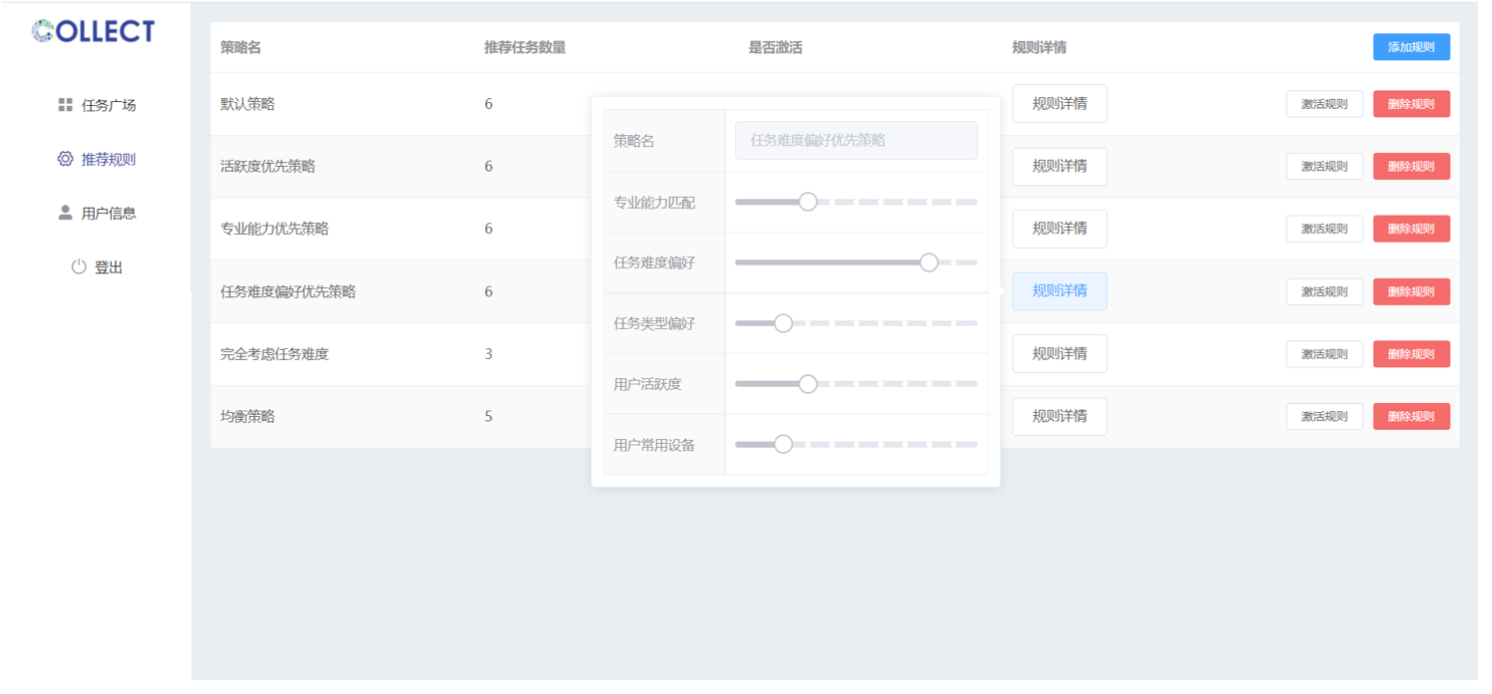 COLLECT
任务广场
推荐规则
用户信息
登出
策略名 推荐任务数量 是否激活 规则详情 添加规则
默认策略 6 规则详情 激活规则 删除规则
活跃度优先策略 6 规则详情 激活规则 删除规则
专业能力优先策略 6 规则详情 激活规则 删除规则
任务难度偏好优先策略 6 规则详情 激活规则 删除规则
完全考虑任务难度 3 规则详情 激活规则 删除规则
均衡策略 5 规则详情 激活规则 删除规则
策略名 任务难度偏好优先策略
专业能力匹配
任务难度偏好
任务类型偏好
用户活跃度
用户常用设备